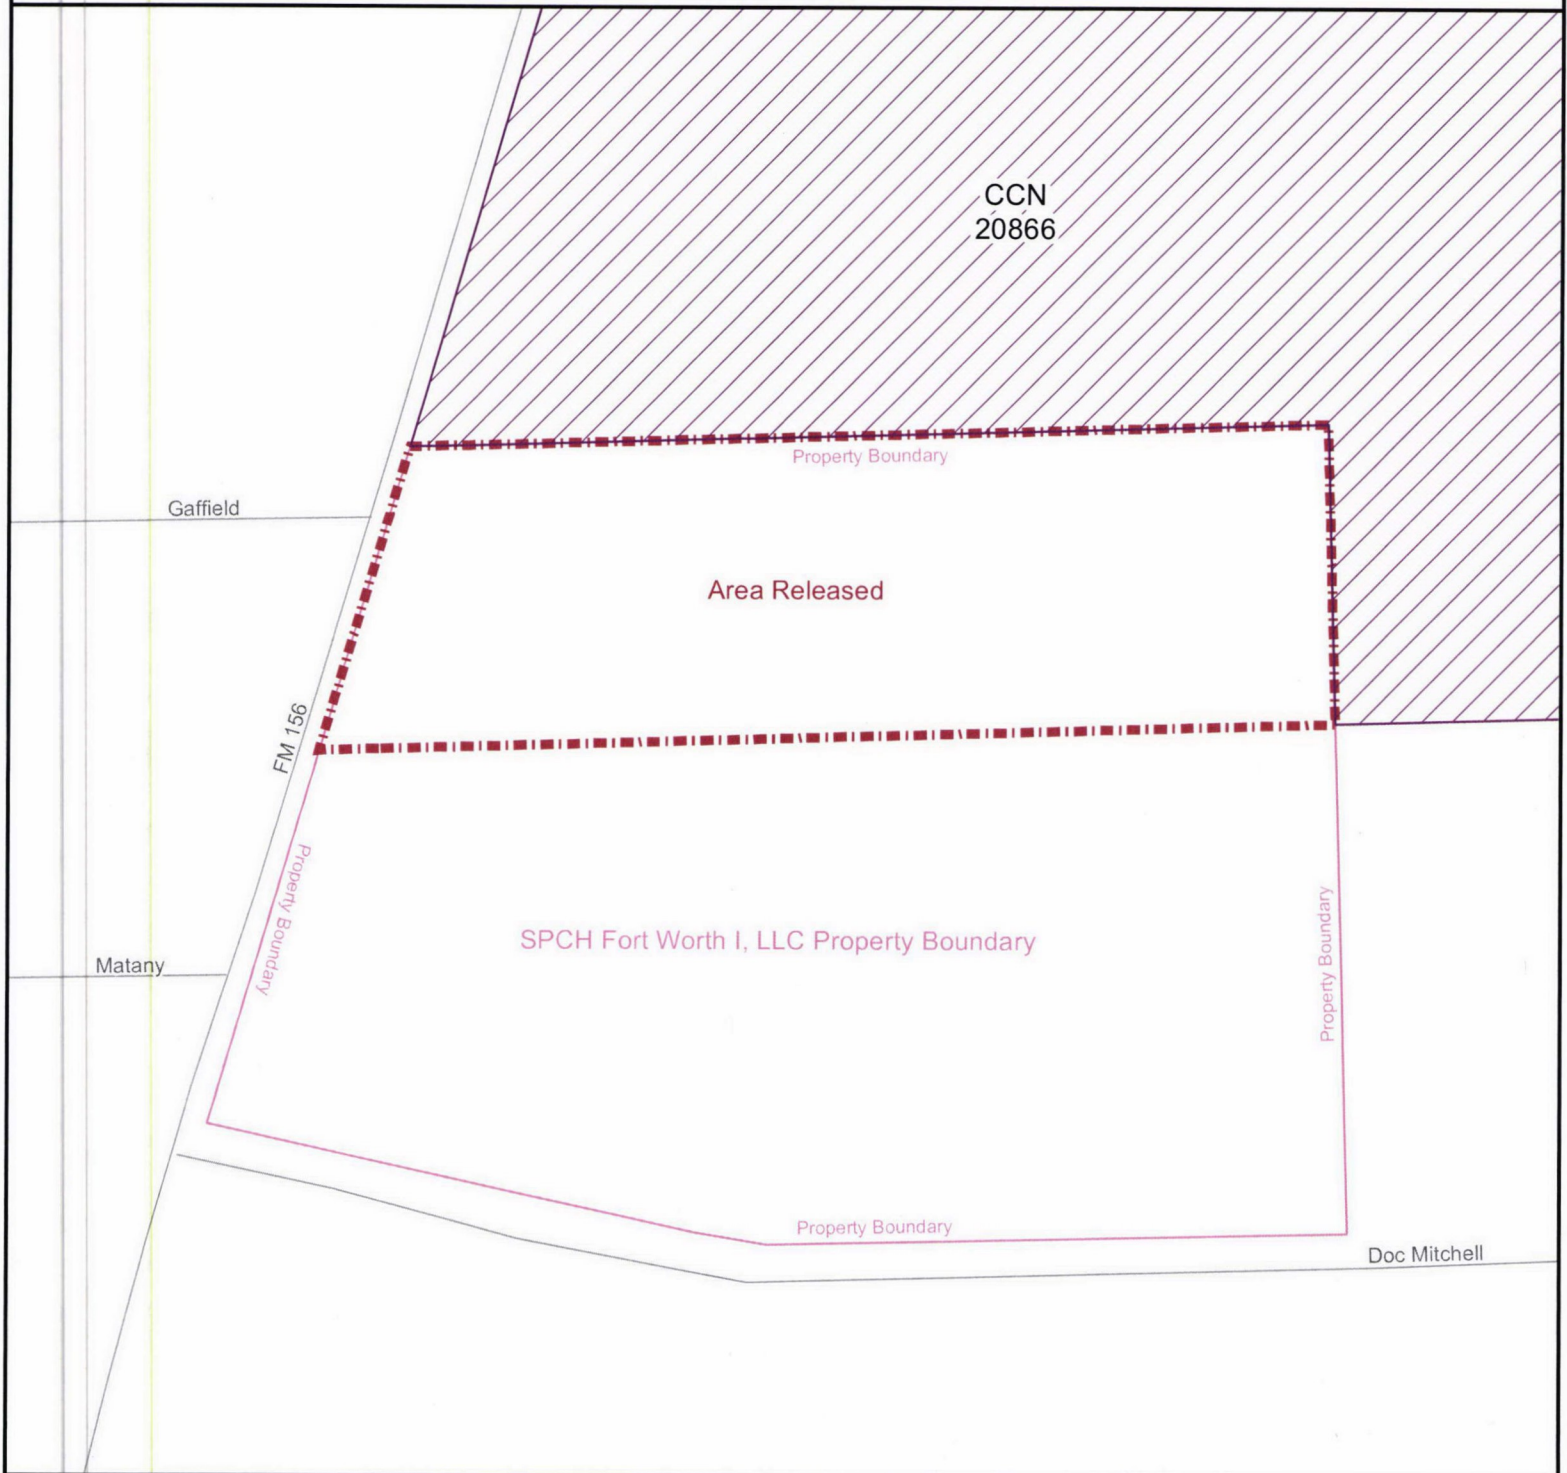 CCN
20866
Property Boundary
Gaffield
Area Released
FM 156
Property Boundary
SPCH Fort Worth I, LLC Property Boundary
Property Boundary
Matany
Property Boundary
Doc Mitchell